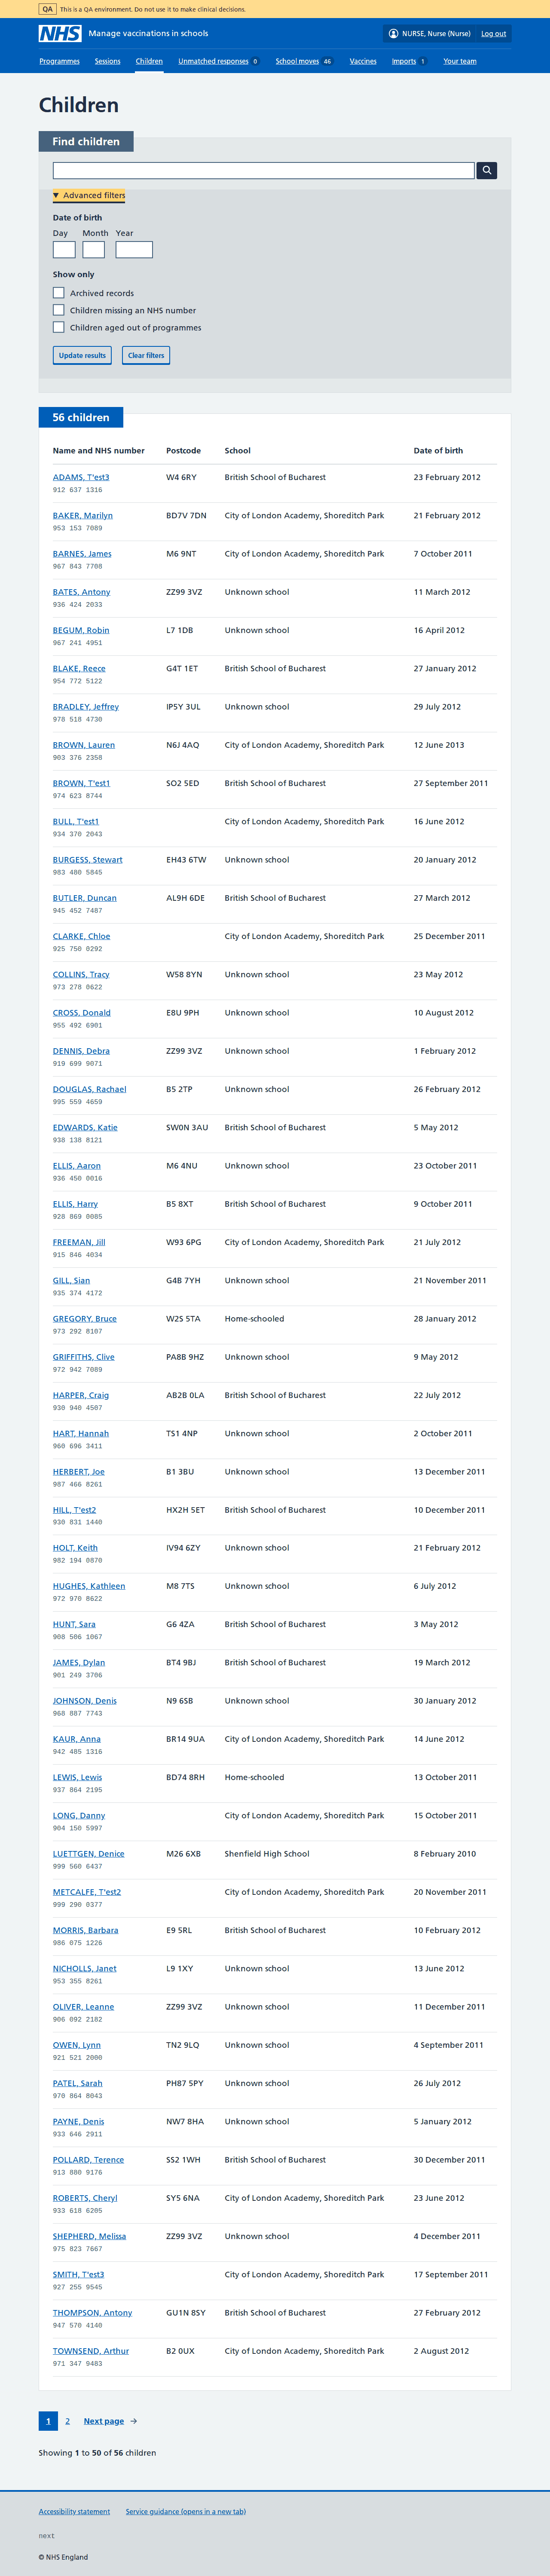 QA This is a QA environment. Do not use it to make clinical decisions.
NHS Manage vaccinations in schools NURSE, Nurse (Nurse) Log out
Programmes Sessions Children Unmatched responses 0 School moves 46 Vaccines Imports 1 Your team
Children
Find children
Advanced filters
Date of birth
Day Month Year
Show only
Archived records
Children missing an NHS number
Children aged out of programmes
Update results Clear filters
56 children
Name and NHS number Postcode School Date of birth
ADAMS, T'est3 W4 6RY British School of Bucharest 23 February 2012
912 637 1316
BAKER, Marilyn BD7V 7DN City of London Academy, Shoreditch Park 21 February 2012
953 153 7089
BARNES, James M6 9NT City of London Academy, Shoreditch Park 7 October 2011
967 843 7708
BATES, Antony ZZ99 3VZ Unknown school 11 March 2012
936 424 2033
BEGUM, Robin L7 1DB Unknown school 16 April 2012
967 241 4951
BLAKE, Reece G4T 1ET British School of Bucharest 27 January 2012
954 772 5122
BRADLEY, Jeffrey IP5Y 3UL Unknown school 29 July 2012
978 518 4730
BROWN, Lauren N6J 4AQ City of London Academy, Shoreditch Park 12 June 2013
903 376 2358
BROWN, T'est1 SO2 5ED British School of Bucharest 27 September 2011
974 623 8744
BULL, T'est1 City of London Academy, Shoreditch Park 16 June 2012
934 370 2043
BURGESS, Stewart EH43 6TW Unknown school 20 January 2012
983 480 5845
BUTLER, Duncan AL9H 6DE British School of Bucharest 27 March 2012
945 452 7487
CLARKE, Chloe City of London Academy, Shoreditch Park 25 December 2011
925 750 0292
COLLINS, Tracy W58 8YN Unknown school 23 May 2012
973 278 0622
CROSS, Donald E8U 9PH Unknown school 10 August 2012
955 492 6901
DENNIS, Debra ZZ99 3VZ Unknown school 1 February 2012
919 699 9071
DOUGLAS, Rachael B5 2TP Unknown school 26 February 2012
995 559 4659
EDWARDS, Katie SW0N 3AU British School of Bucharest 5 May 2012
938 138 8121
ELLIS, Aaron M6 4NU Unknown school 23 October 2011
936 450 0016
ELLIS, Harry B5 8XT British School of Bucharest 9 October 2011
928 869 0085
FREEMAN, Jill W93 6PG City of London Academy, Shoreditch Park 21 July 2012
915 846 4034
GILL, Sian G4B 7YH Unknown school 21 November 2011
935 374 4172
GREGORY, Bruce W2S 5TA Home-schooled 28 January 2012
973 292 8107
GRIFFITHS, Clive PA8B 9HZ Unknown school 9 May 2012
972 942 7089
HARPER, Craig AB2B 0LA British School of Bucharest 22 July 2012
930 940 4507
HART, Hannah TS1 4NP Unknown school 2 October 2011
960 696 3411
HERBERT, Joe B1 3BU Unknown school 13 December 2011
987 466 8261
HILL, T'est2 HX2H 5ET British School of Bucharest 10 December 2011
930 831 1440
HOLT, Keith IV94 6ZY Unknown school 21 February 2012
982 194 0870
HUGHES, Kathleen M8 7TS Unknown school 6 July 2012
972 970 8622
HUNT, Sara G6 4ZA British School of Bucharest 3 May 2012
908 506 1067
JAMES, Dylan BT4 9BJ British School of Bucharest 19 March 2012
901 249 3706
JOHNSON, Denis N9 6SB Unknown school 30 January 2012
968 887 7743
KAUR, Anna BR14 9UA City of London Academy, Shoreditch Park 14 June 2012
942 485 1316
LEWIS, Lewis BD74 8RH Home-schooled 13 October 2011
937 864 2195
LONG, Danny City of London Academy, Shoreditch Park 15 October 2011
904 150 5997
LUETTGEN, Denice M26 6XB Shenfield High School 8 February 2010
999 560 6437
METCALFE, T'est2 City of London Academy, Shoreditch Park 20 November 2011
999 290 0377
MORRIS, Barbara E9 5RL British School of Bucharest 10 February 2012
986 075 1226
NICHOLLS, Janet L9 1XY Unknown school 13 June 2012
953 355 8261
OLIVER, Leanne ZZ99 3VZ Unknown school 11 December 2011
906 092 2182
OWEN, Lynn TN2 9LQ Unknown school 4 September 2011
921 521 2000
PATEL, Sarah PH87 5PY Unknown school 26 July 2012
970 864 8043
PAYNE, Denis NW7 8HA Unknown school 5 January 2012
933 646 2911
POLLARD, Terence SS2 1WH British School of Bucharest 30 December 2011
913 880 9176
ROBERTS, Cheryl SY5 6NA City of London Academy, Shoreditch Park 23 June 2012
933 618 6205
SHEPHERD, Melissa ZZ99 3VZ Unknown school 4 December 2011
975 823 7667
SMITH, T'est3 City of London Academy, Shoreditch Park 17 September 2011
927 255 9545
THOMPSON, Antony GU1N 8SY British School of Bucharest 27 February 2012
947 570 4140
TOWNSEND, Arthur B2 0UX City of London Academy, Shoreditch Park 2 August 2012
971 347 9483
1 2 Next page →
Showing 1 to 50 of 56 children
Accessibility statement Service guidance (opens in a new tab)
next
© NHS England